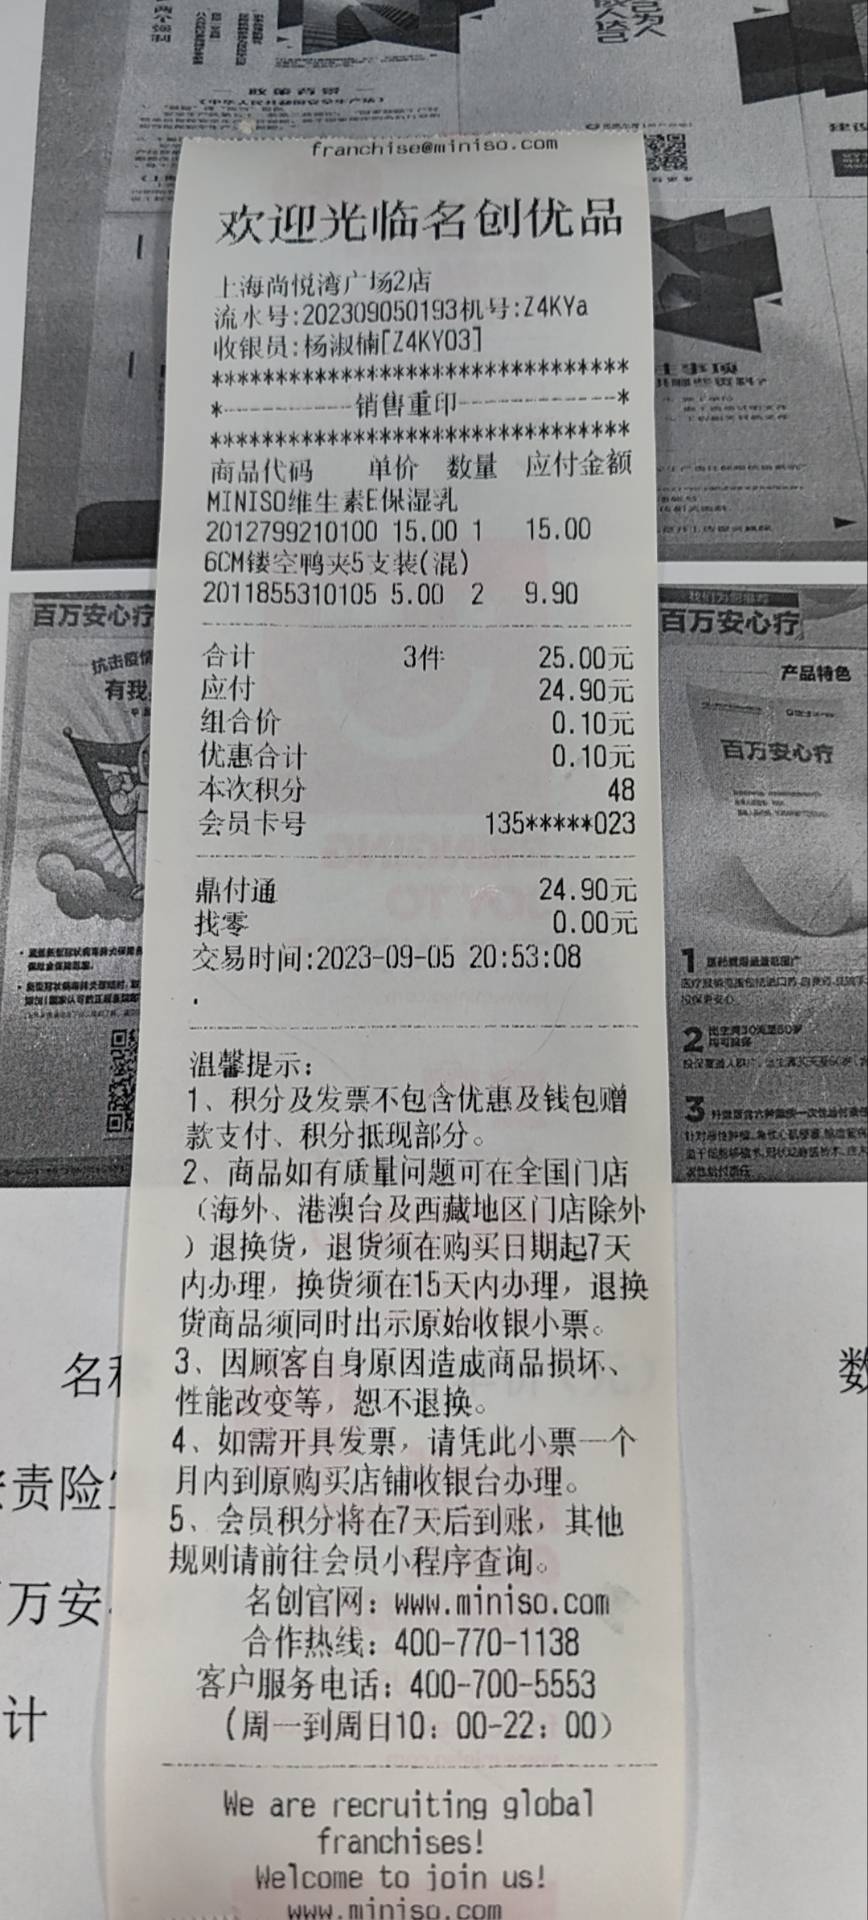 franchise@miniso.com
欢迎光临名创优品
上海尚悦湾广场2店
流水号:202309050193机号:Z4KYa
收银员:杨淑楠[Z4KY03]
********************************
*------------销售重印------------*
********************************
商品代码 单价 数量 应付金额
MINISO维生素E保湿乳
2012799210100 15.00 1 15.00
6CM镂空鸭夹5支装(混)
2011855310105 5.00 2 9.90
合计 3件 25.00元
应付 24.90元
组合价 0.10元
优惠合计 0.10元
本次积分 48
会员卡号 135*****023
鼎付通 24.90元
找零 0.00元
交易时间:2023-09-05 20:53:08
.
温馨提示:
1、积分及发票不包含优惠及钱包赠
款支付、积分抵现部分。
2、商品如有质量问题可在全国门店
（海外、港澳台及西藏地区门店除外
）退换货，退货须在购买日期起7天
内办理，换货须在15天内办理，退换
货商品须同时出示原始收银小票。
3、因顾客自身原因造成商品损坏、
性能改变等，恕不退换。
4、如需开具发票，请凭此小票一个
月内到原购买店铺收银台办理。
5、会员积分将在7天后到账，其他
规则请前往会员小程序查询。
名创官网：www.miniso.com
合作热线：400-770-1138
客户服务电话：400-700-5553
(周一到周日10：00-22：00)
We are recruiting global
franchises!
Welcome to join us!
www.miniso.com
百万安心疗
抗击疫情
有我
百万安心疗
产品特色
百万安心疗
1
2
3
责险
万安
计